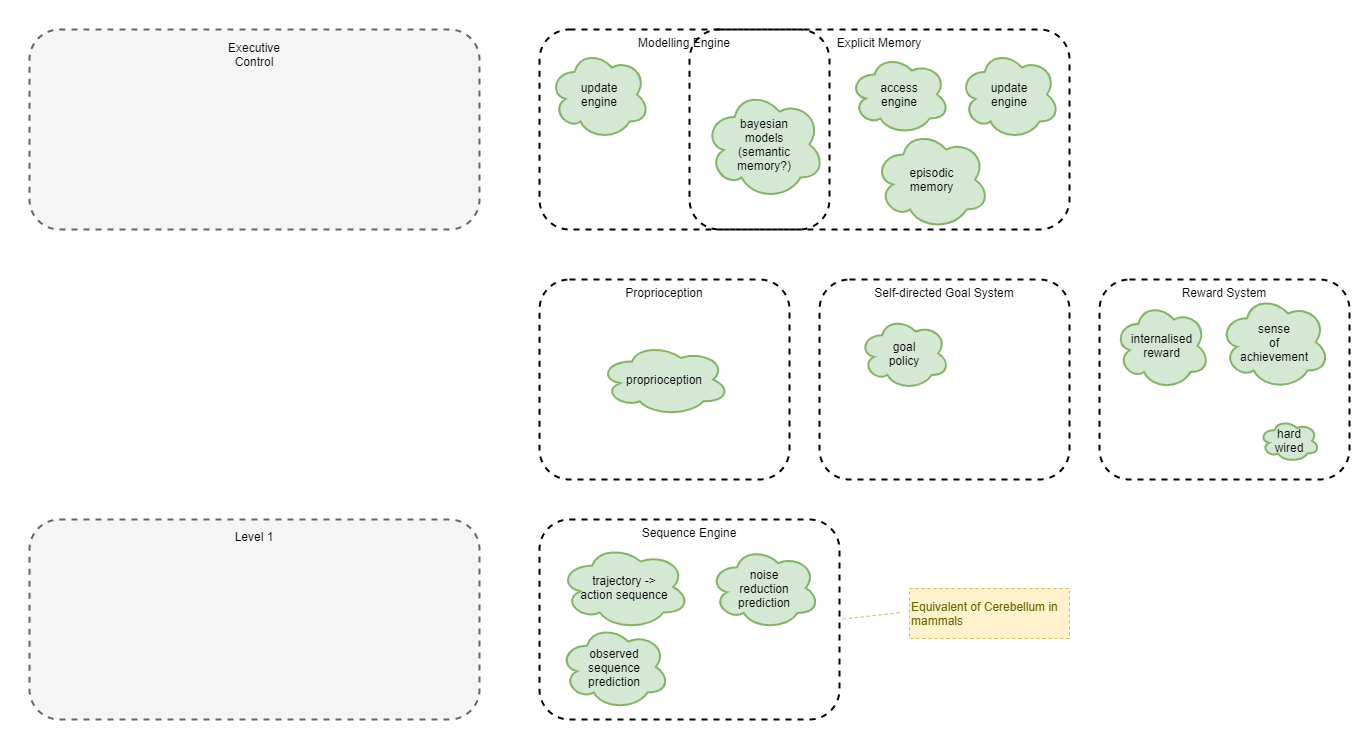 Executive
Control
Modelling Engine
Explicit Memory
update
engine
bayesian
models
(semantic
memory?)
access
engine
update
engine
episodic
memory
Proprioception
proprioception
Self-directed Goal System
goal
policy
Reward System
internalised
reward
sense
of
achievement
hard
wired
Level 1
Sequence Engine
trajectory ->
action sequence
noise
reduction
prediction
observed
sequence
prediction
Equivalent of Cerebellum in
mammals